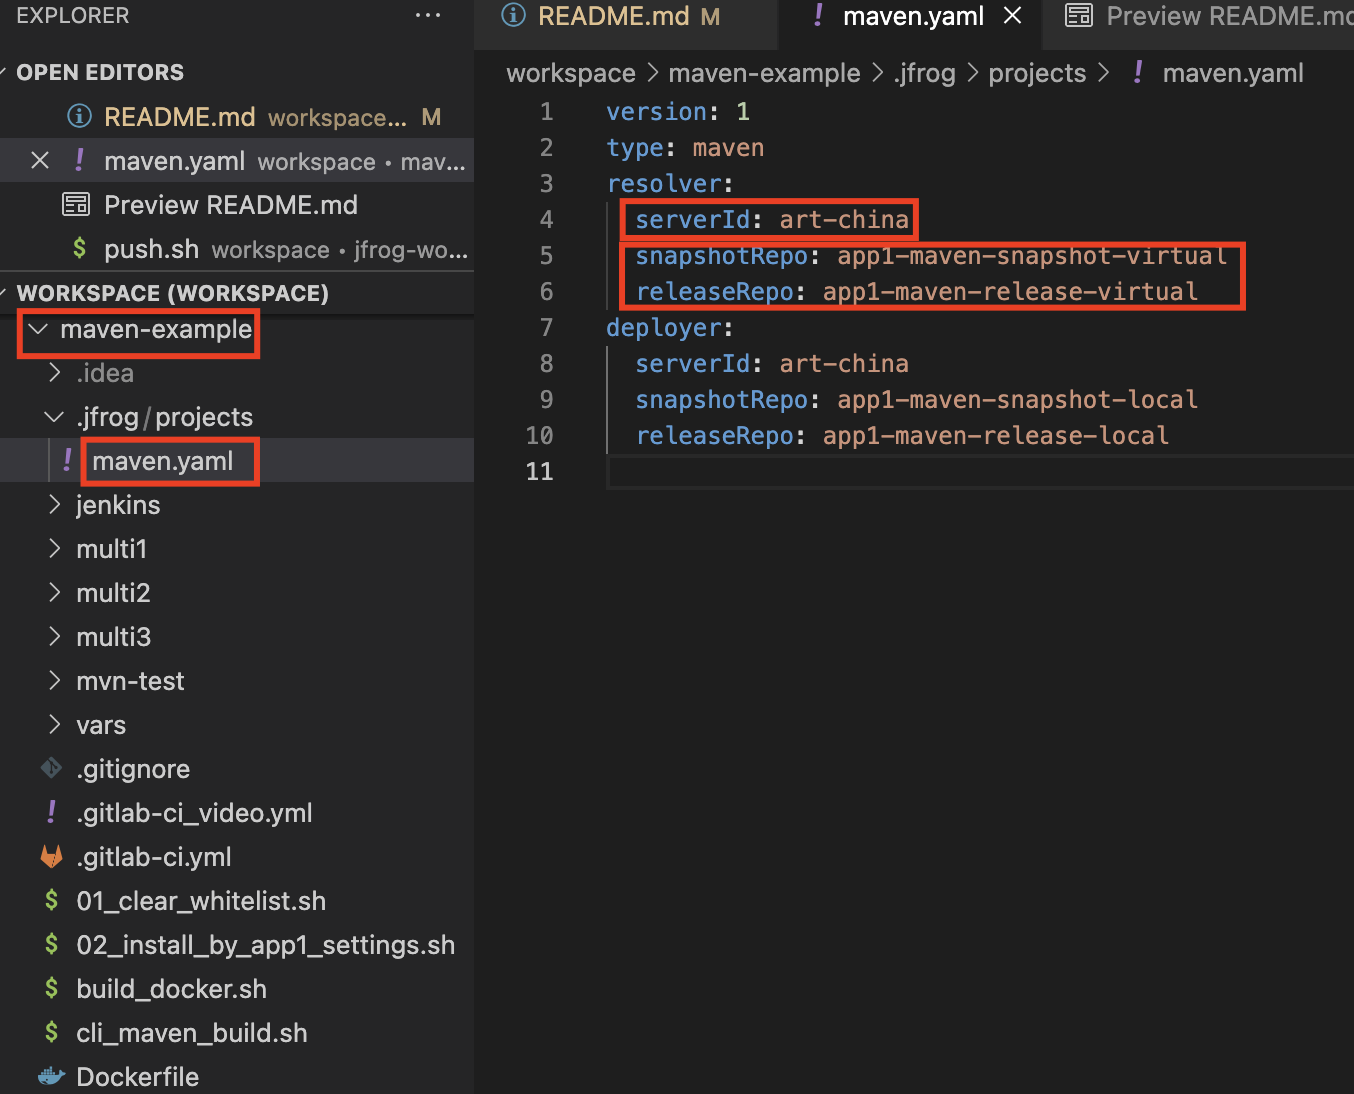 EXPLORER ...
OPEN EDITORS
README.md workspace... M
maven.yaml workspace • mav...
Preview README.md
push.sh workspace • jfrog-wo...
WORKSPACE (WORKSPACE)
maven-example
.idea
.jfrog/projects
maven.yaml
jenkins
multi1
multi2
multi3
mvn-test
vars
.gitignore
.gitlab-ci_video.yml
.gitlab-ci.yml
01_clear_whitelist.sh
02_install_by_app1_settings.sh
build_docker.sh
cli_maven_build.sh
Dockerfile
README.md M
maven.yaml
Preview README.md
workspace > maven-example > .jfrog > projects > ! maven.yaml
1 version: 1
2 type: maven
3 resolver:
4 serverId: art-china
5 snapshotRepo: app1-maven-snapshot-virtual
6 releaseRepo: app1-maven-release-virtual
7 deployer:
8 serverId: art-china
9 snapshotRepo: app1-maven-snapshot-local
10 releaseRepo: app1-maven-release-local
11